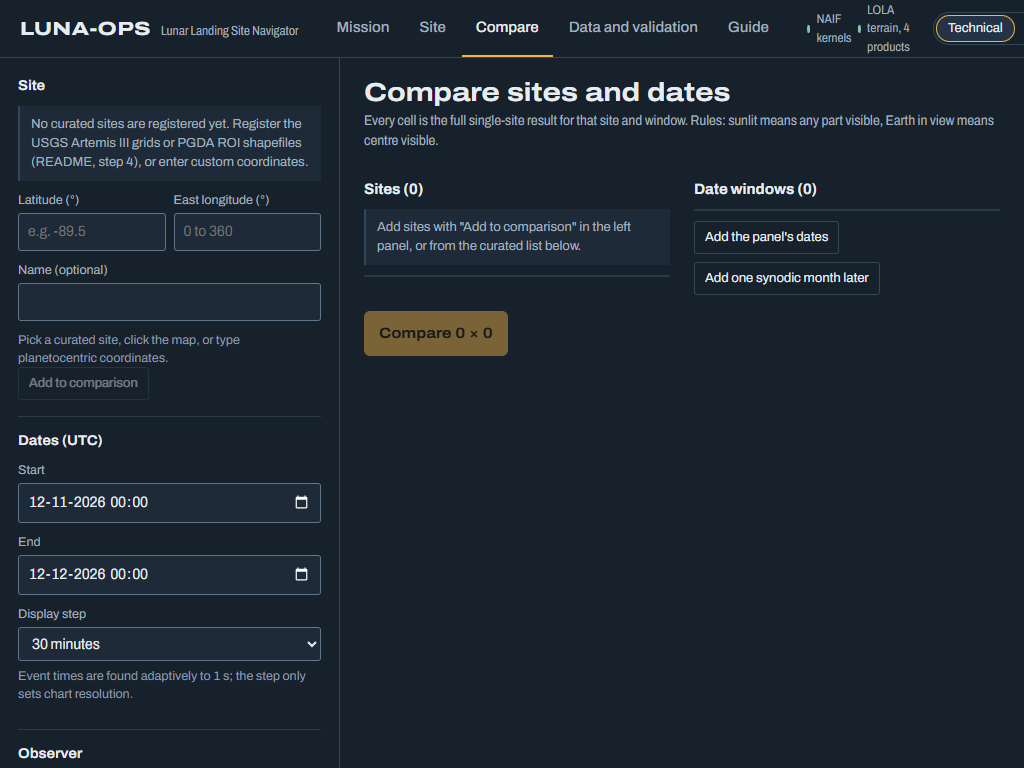 LUNA-OPS Lunar Landing Site Navigator
Mission
Site
Compare
Data and validation
Guide
NAIF
kernels
LOLA
terrain, 4
products
Technical
Site
No curated sites are registered yet. Register the
USGS Artemis III grids or PGDA ROI shapefiles
(README, step 4), or enter custom coordinates.
Latitude (°) East longitude (°)
e.g. -89.5 0 to 360
Name (optional)
Pick a curated site, click the map, or type
planetocentric coordinates.
Add to comparison
Dates (UTC)
Start
12-11-2026 00:00
End
12-12-2026 00:00
Display step
30 minutes
Event times are found adaptively to 1 s; the step only
sets chart resolution.
Observer
Compare sites and dates
Every cell is the full single-site result for that site and window. Rules: sunlit means any part visible, Earth in view means
centre visible.
Sites (0)
Add sites with "Add to comparison" in the left
panel, or from the curated list below.
Compare 0 × 0
Date windows (0)
Add the panel's dates
Add one synodic month later